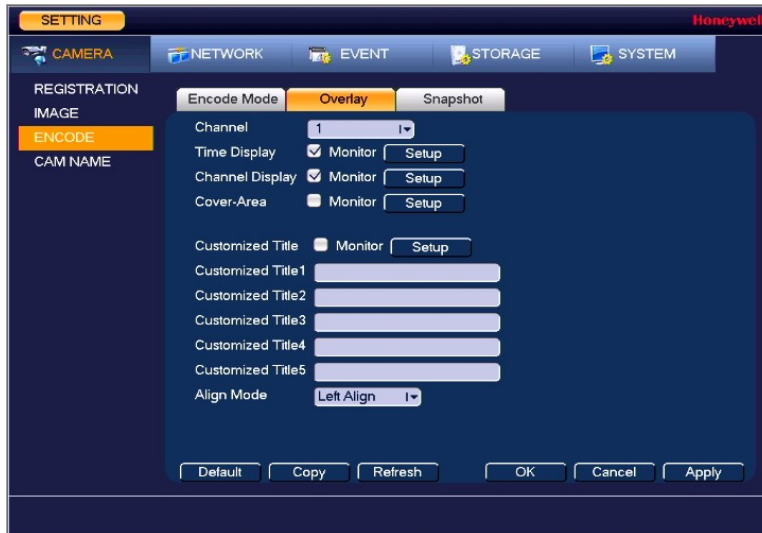 SETTING
Honeywell
CAMERA NETWORK EVENT STORAGE SYSTEM
REGISTRATION
IMAGE
ENCODE
CAM NAME
Encode Mode Overlay Snapshot
Channel 1
Time Display Monitor Setup
Channel Display Monitor Setup
Cover-Area Monitor Setup
Customized Title Monitor Setup
Customized Title1
Customized Title2
Customized Title3
Customized Title4
Customized Title5
Align Mode Left Align
Default Copy Refresh OK Cancel Apply